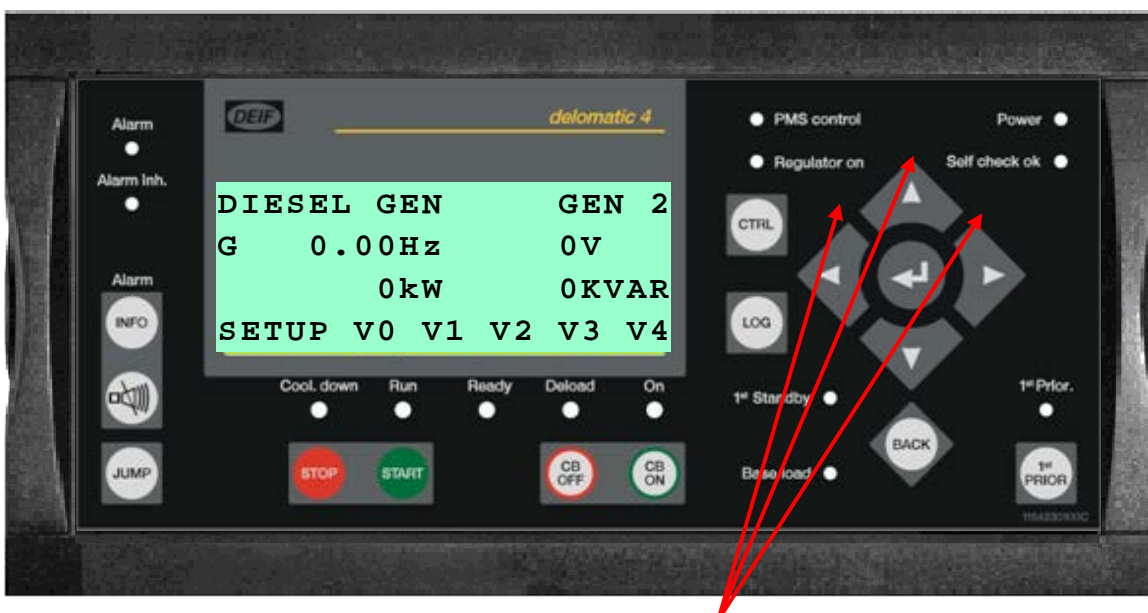 Alarm
DEIF
delomatic 4
PMS control
Power
Regulator on
Self check ok
Alarm Inh.
DIESEL GEN GEN 2
G 0.00Hz 0V
0kW 0KVAR
SETUP V0 V1 V2 V3 V4
CTRL
Alarm
INFO
LOG
Cool. down Run Ready Deload On
1st Standby
1st Prior.
JUMP
STOP
START
CB OFF
CB ON
Base load
BACK
1st PRIOR